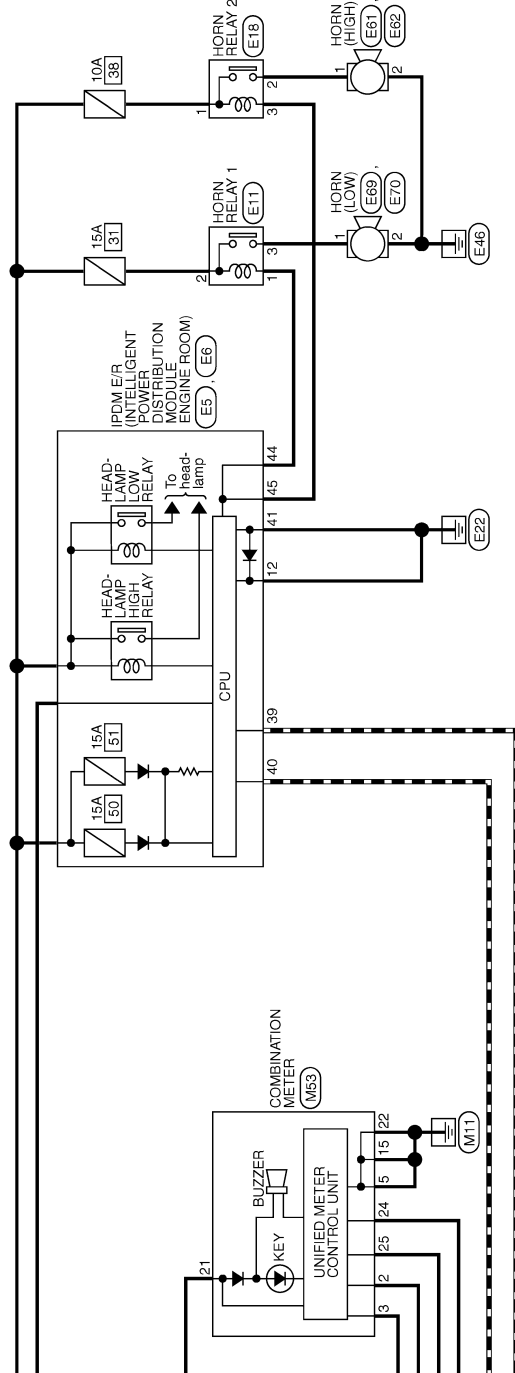 10A
38
HORN
RELAY 2
E18
1
2
3
HORN
(HIGH)
E61
,
E62
1
2
15A
31
HORN
RELAY 1
E11
2
3
1
HORN
(LOW)
E69
,
E70
1
2
E46
IPDM E/R
(INTELLIGENT
POWER
DISTRIBUTION
MODULE
ENGINE ROOM)
E5 , E6
HEAD-
LAMP
LOW
RELAY
To
head-
lamp
HEAD-
LAMP
HIGH
RELAY
CPU
15A
51
15A
50
44
45
41
12
39
40
E22
COMBINATION
METER
M53
BUZZER
KEY
UNIFIED METER
CONTROL UNIT
21
22
15
5
24
25
2
3
M11